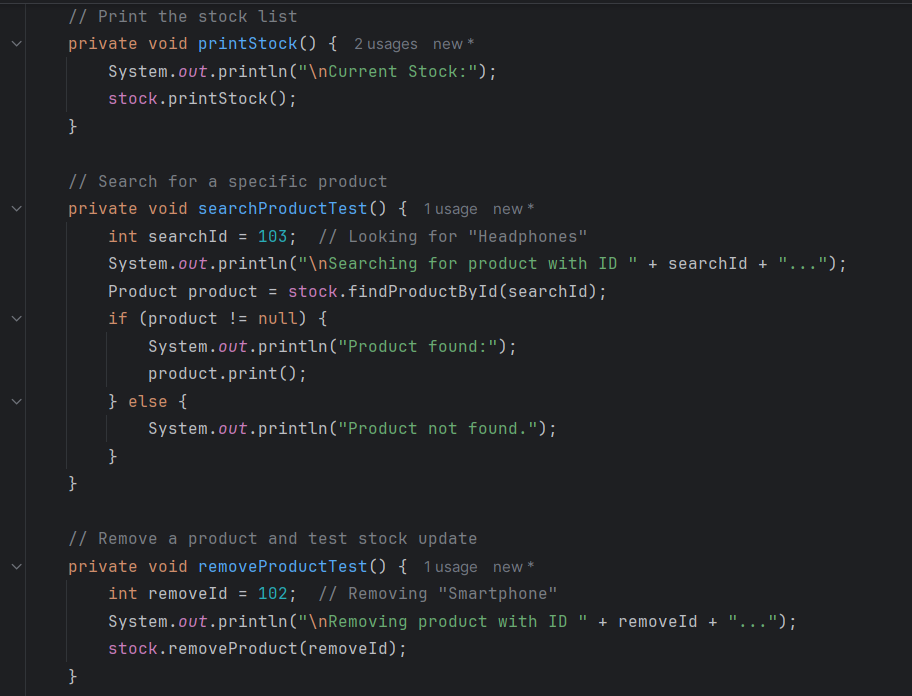 // Print the stock list
private void printStock() {  2 usages  new *
    System.out.println("\nCurrent Stock:");
    stock.printStock();
}

// Search for a specific product
private void searchProductTest() {  1 usage  new *
    int searchId = 103;  // Looking for "Headphones"
    System.out.println("\nSearching for product with ID " + searchId + "...");
    Product product = stock.findProductById(searchId);
    if (product != null) {
        System.out.println("Product found:");
        product.print();
    } else {
        System.out.println("Product not found.");
    }
}

// Remove a product and test stock update
private void removeProductTest() {  1 usage  new *
    int removeId = 102;  // Removing "Smartphone"
    System.out.println("\nRemoving product with ID " + removeId + "...");
    stock.removeProduct(removeId);
}